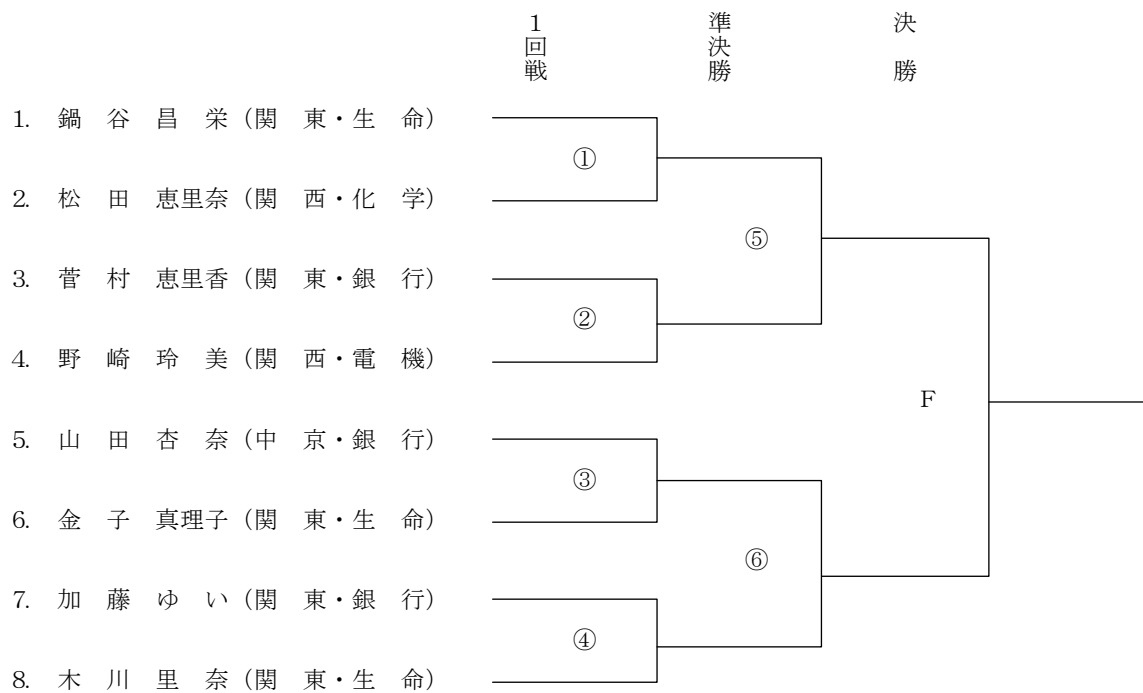 1回戦
準決勝
決勝
1. 鍋谷昌栄（関東・生命）
①
2. 松田恵里奈（関西・化学）
⑤
3. 菅村恵里香（関東・銀行）
②
4. 野崎玲美（関西・電機）
F
5. 山田杏奈（中京・銀行）
③
6. 金子真理子（関東・生命）
⑥
7. 加藤ゆい（関東・銀行）
④
8. 木川里奈（関東・生命）